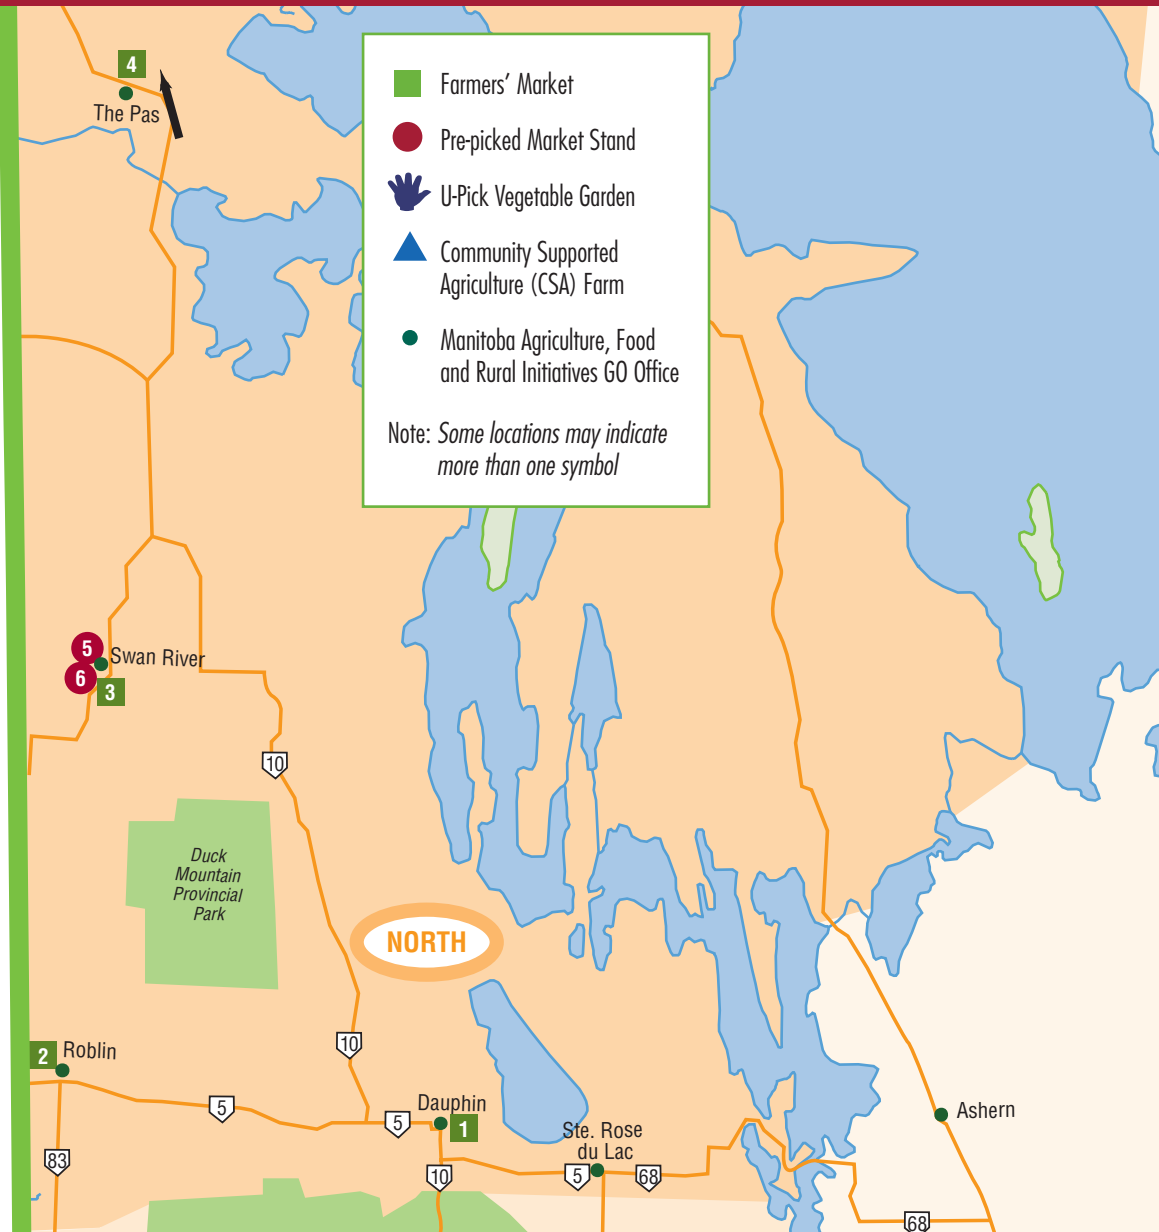 4
The Pas
Farmers' Market
Pre-picked Market Stand
U-Pick Vegetable Garden
Community Supported
Agriculture (CSA) Farm
Manitoba Agriculture, Food
and Rural Initiatives GO Office
Note: Some locations may indicate
more than one symbol
5
Swan River
6
3
10
Duck
Mountain
Provincial
Park
NORTH
10
2
Roblin
5
Dauphin
5
1
Ste. Rose
du Lac
Ashern
83
10
5
68
68